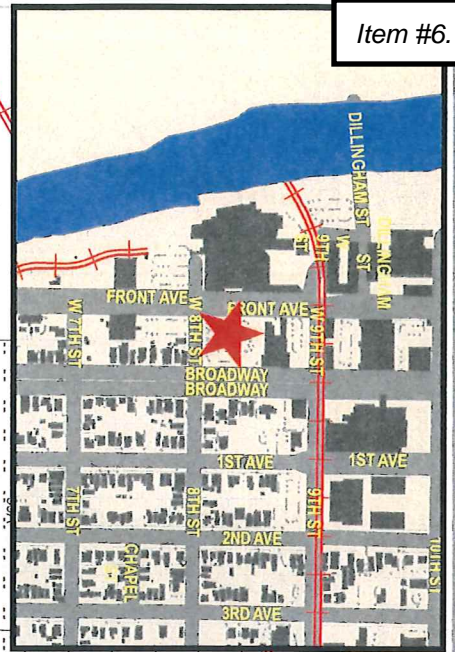 Item #6.
DILLINGHAM ST
DILLINGHAM
ST
W
9TH
ST
FRONT AVE
FRONT AVE
W 7TH ST
W 8TH ST
W 9TH ST
BROADWAY
BROADWAY
1ST AVE
1ST AVE
7TH ST
8TH ST
9TH ST
10TH ST
2ND AVE
CHAPEL
3RD AVE